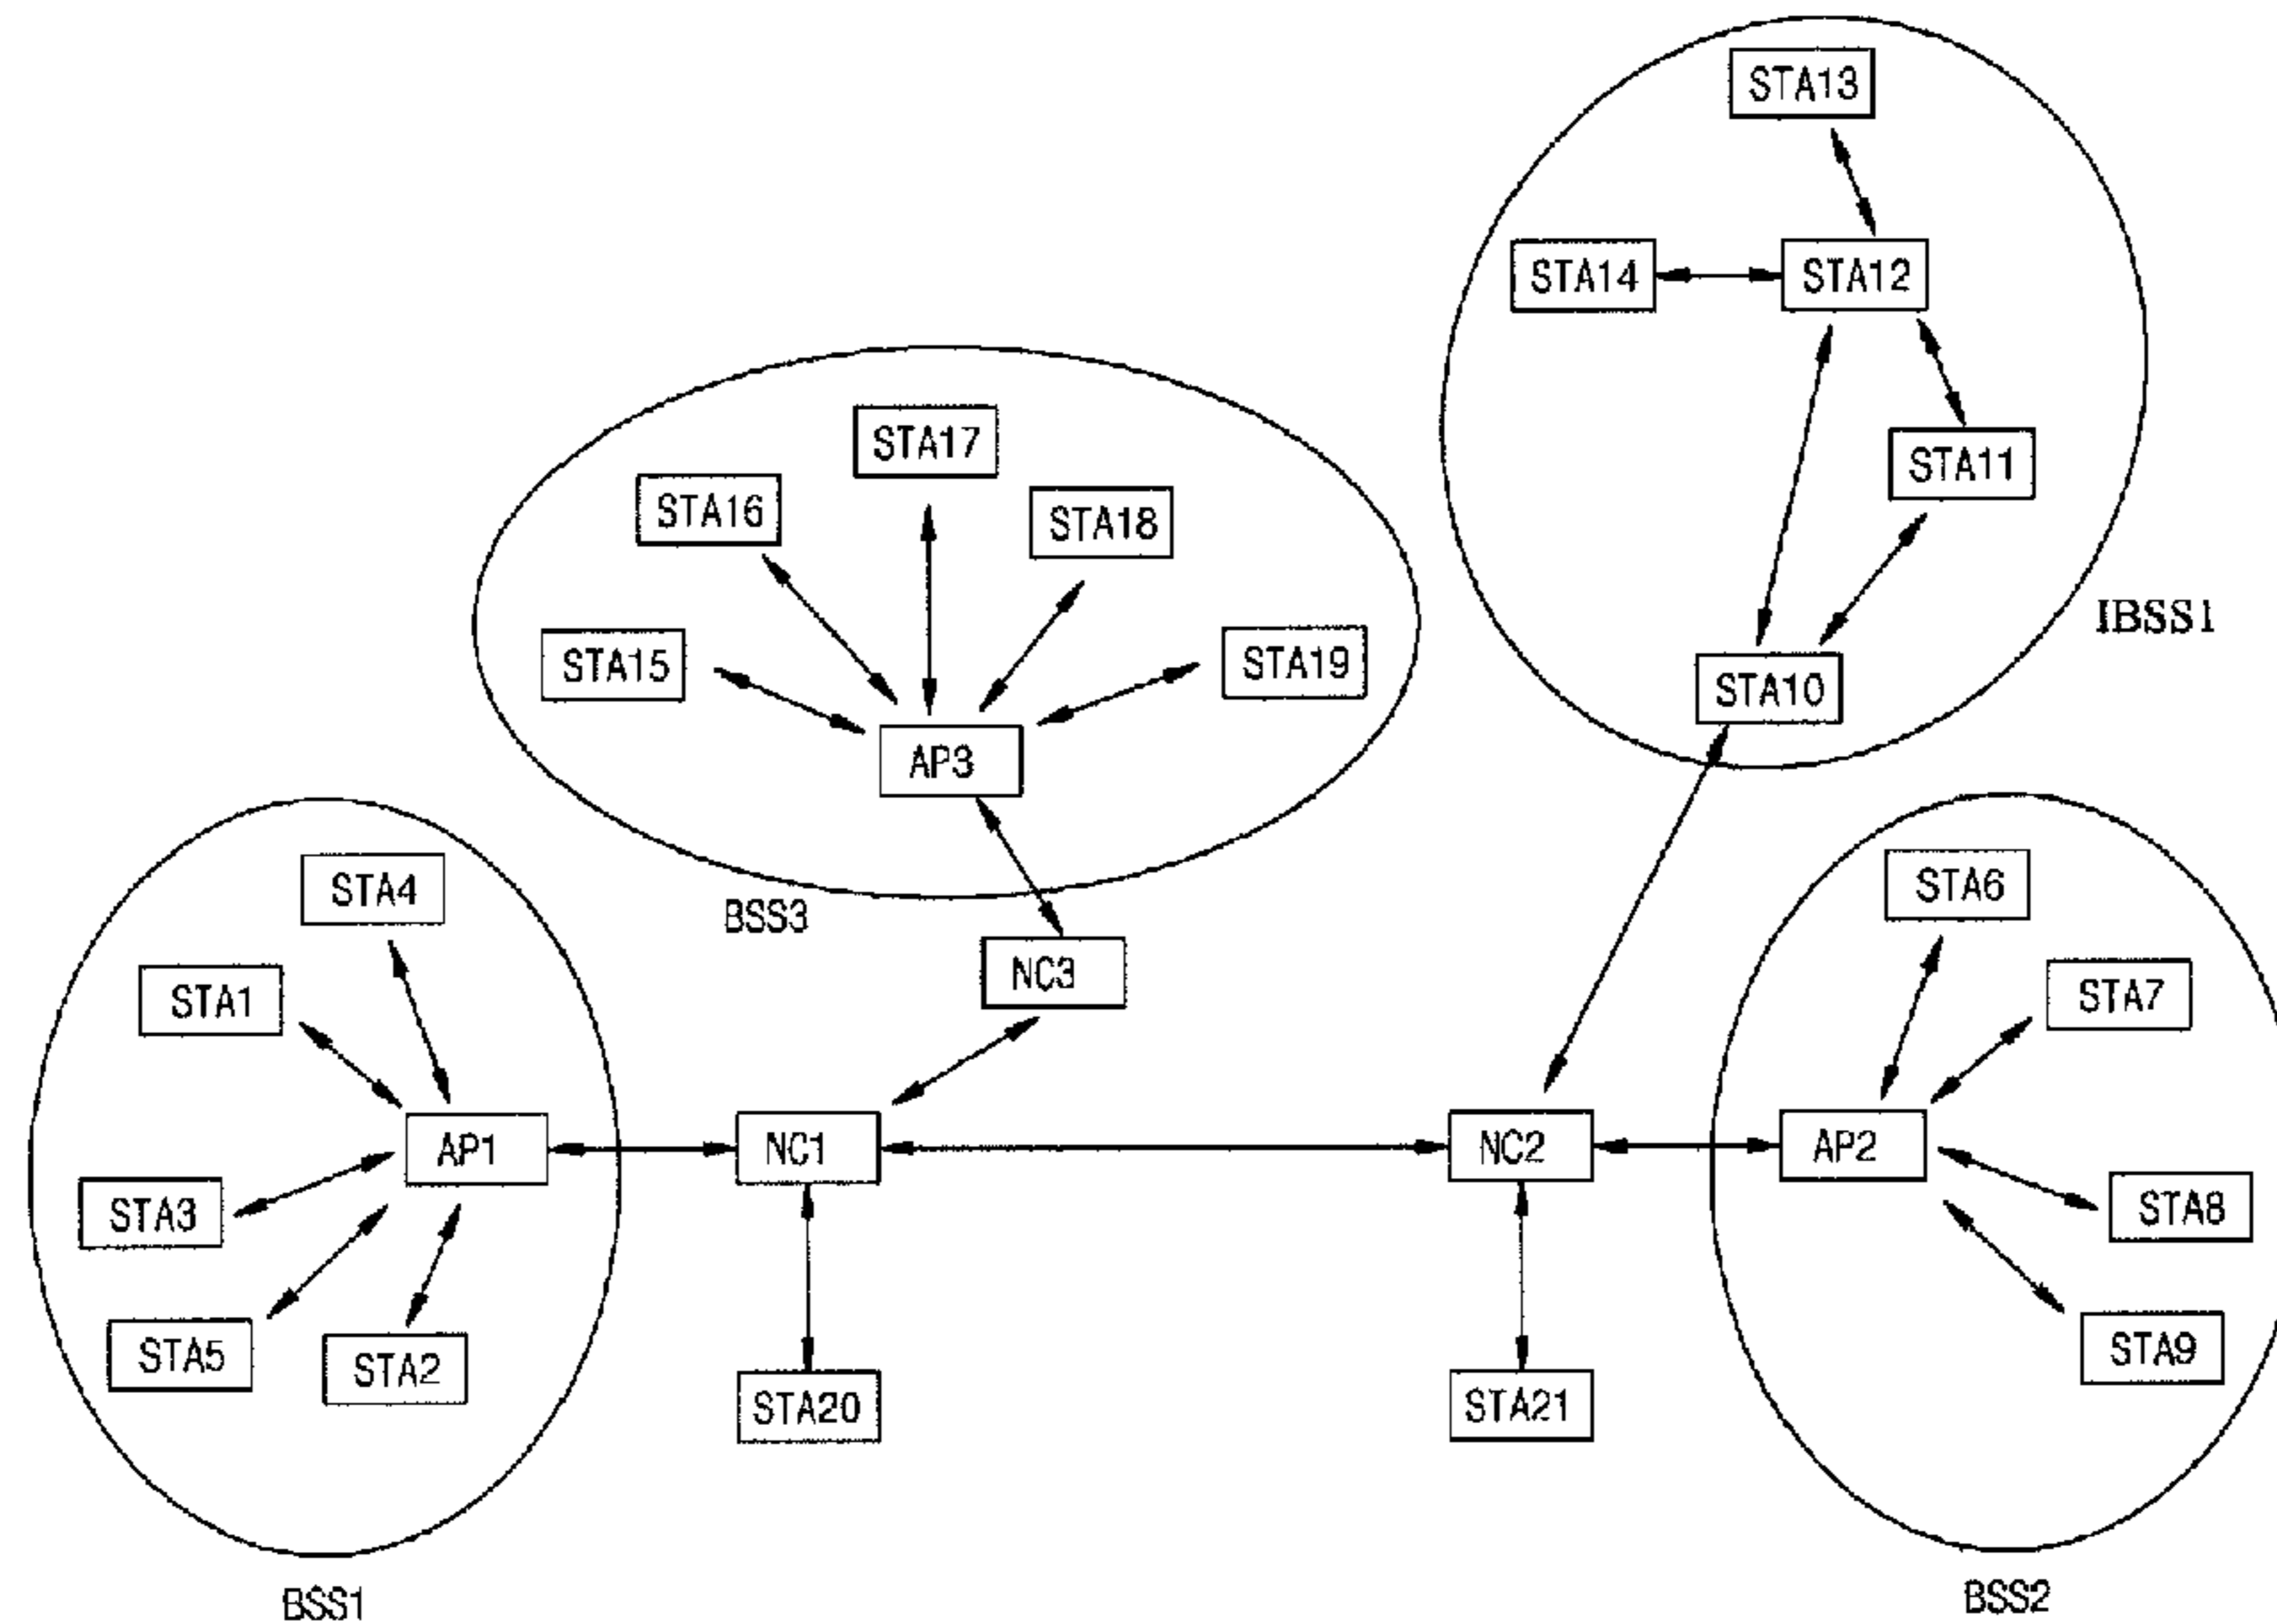 STA13
STA14
STA12
STA17
STA11
STA16
STA18
IBSS1
STA15
STA19
STA10
AP3
STA4
STA6
BSS3
NC3
STA1
STA7
AP1
NC1
NC2
AP2
STA3
STA8
STA5
STA2
STA9
STA20
STA21
BSS1
BSS2